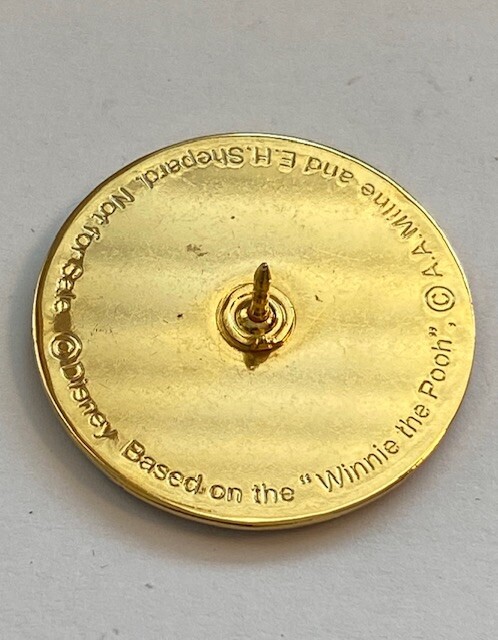 ©Disney Based on the "Winnie the Pooh", © A.A.Milne and E.H.Shepard. Not for Sale